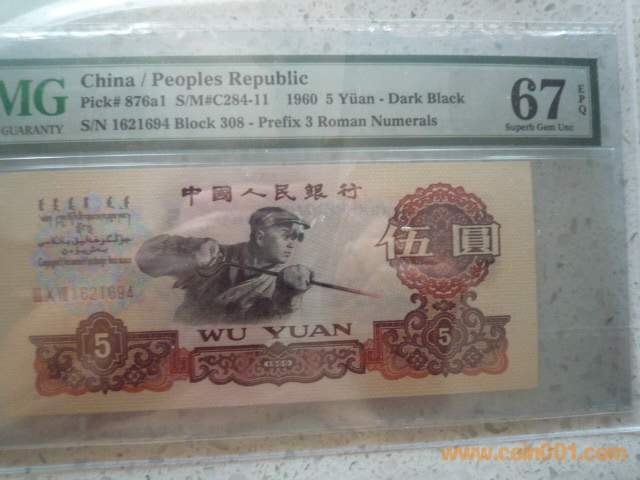 MG
GUARANTY
China / Peoples Republic
Pick# 876a1 S/M#C284-11 1960 5 Yüan - Dark Black
S/N 1621694 Block 308 - Prefix 3 Roman Numerals
67
EPQ
Superb Gem Unc
中國人民銀行
伍圓
1621694
5
WU YUAN
1960
5
www.coin001.com